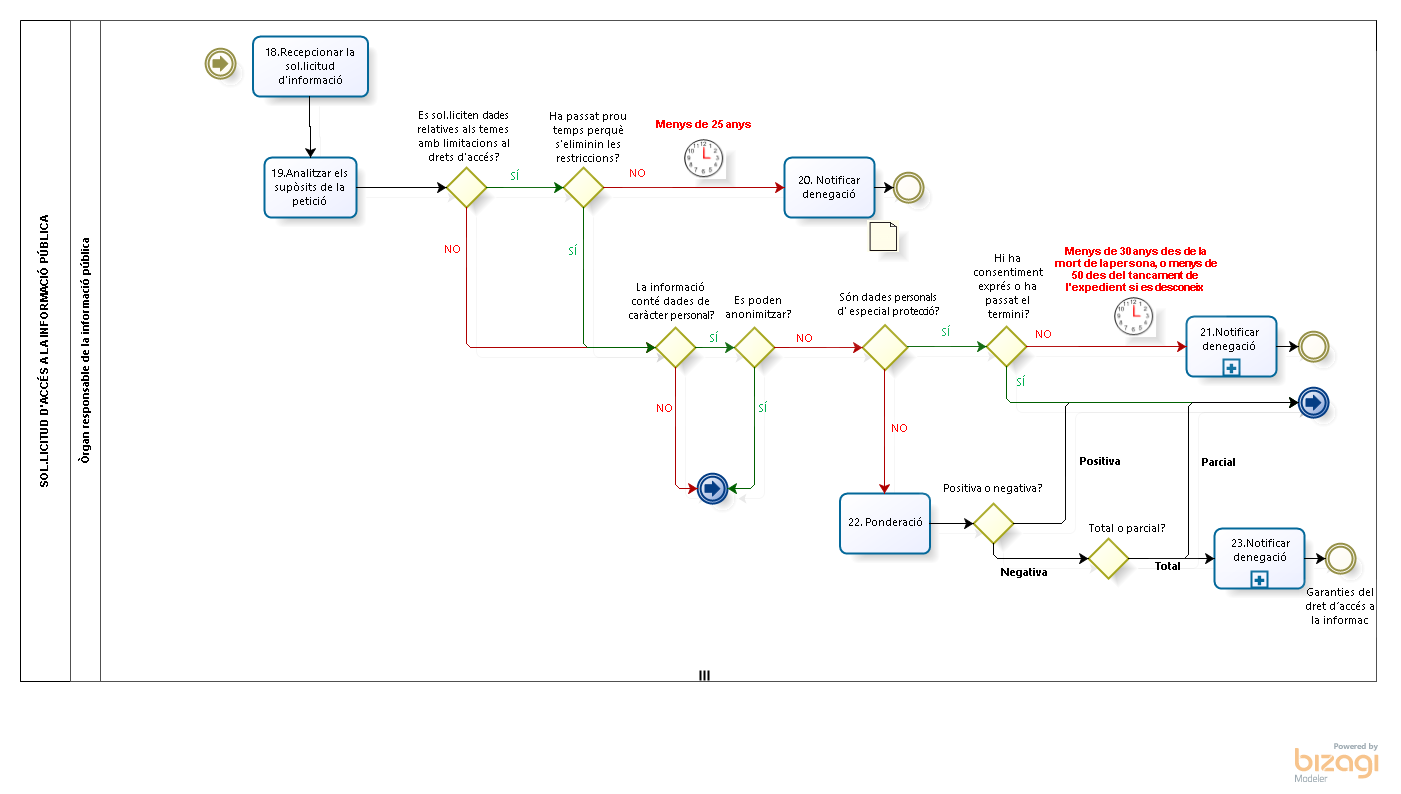 SOL.LICITUD D'ACCÉS A LA INFORMACIÓ PÚBLICA
Òrgan responsable de la informació pública
18.Recepcionar la
sol.licitud
d'informació
19.Analitzar els
supòsits de la
petició
Es sol.liciten dades
relatives als temes
amb limitacions al
drets d'accés?
SÍ
NO
Ha passat prou
temps perquè
s'eliminin les
restriccions?
NO
SÍ
Menys de 25 anys
20. Notificar
denegació
La informació
conté dades de
caràcter personal?
SÍ
NO
Es poden
anonimitzar?
NO
SÍ
Són dades personals
d' especial protecció?
SÍ
NO
Hi ha
consentiment
exprés o ha
passat el
termini?
NO
SÍ
Menys de 30 anys des de la
mort de la persona, o menys de
50 des del tancament de
l'expedient si es desconeix
21.Notificar
denegació
22. Ponderació
Positiva o negativa?
Positiva
Negativa
Total o parcial?
Parcial
Total
23.Notificar
denegació
Garanties del
dret d´accés a
la informac
III
Powered by
bizagi
Modeler